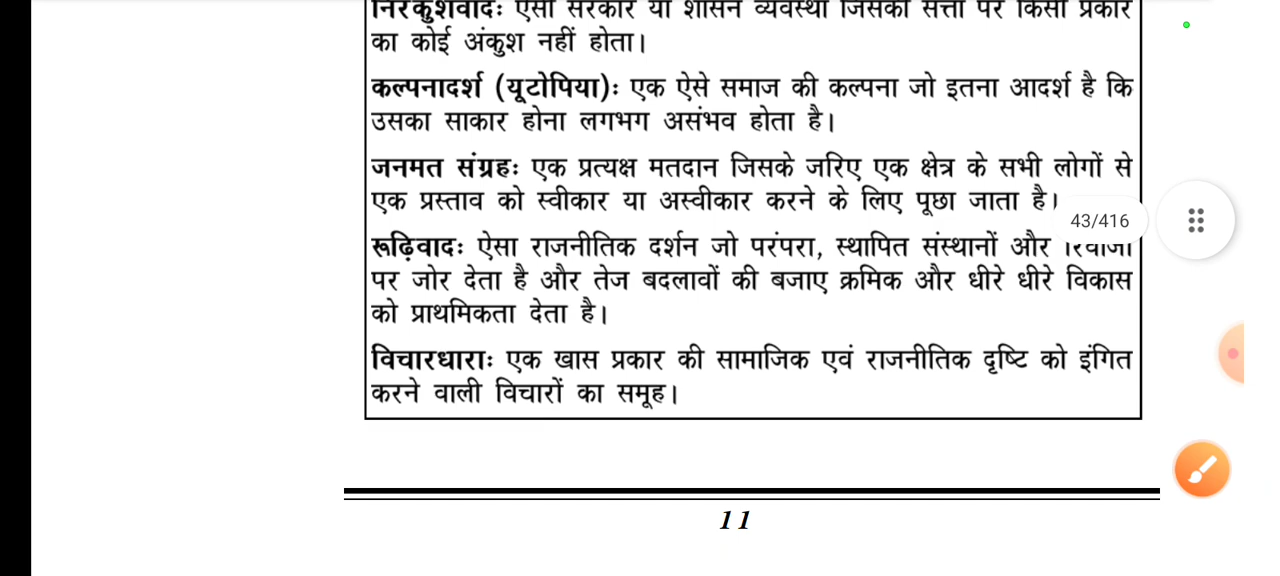 निरंकुशवादः ऐसी सरकार या शासन व्यवस्था जिसकी सत्ता पर किसी प्रकार
का कोई अंकुश नहीं होता।
कल्पनादर्श (यूटोपिया)ः एक ऐसे समाज की कल्पना जो इतना आदर्श है कि
उसका साकार होना लगभग असंभव होता है।
जनमत संग्रहः एक प्रत्यक्ष मतदान जिसके जरिए एक क्षेत्र के सभी लोगों से
एक प्रस्ताव को स्वीकार या अस्वीकार करने के लिए पूछा जाता है।
43/416
रूढ़िवादः ऐसा राजनीतिक दर्शन जो परंपरा, स्थापित संस्थानों और रिवाजों
पर जोर देता है और तेज बदलावों की बजाए क्रमिक और धीरे धीरे विकास
को प्राथमिकता देता है।
विचारधाराः एक खास प्रकार की सामाजिक एवं राजनीतिक दृष्टि को इंगित
करने वाली विचारों का समूह।
11